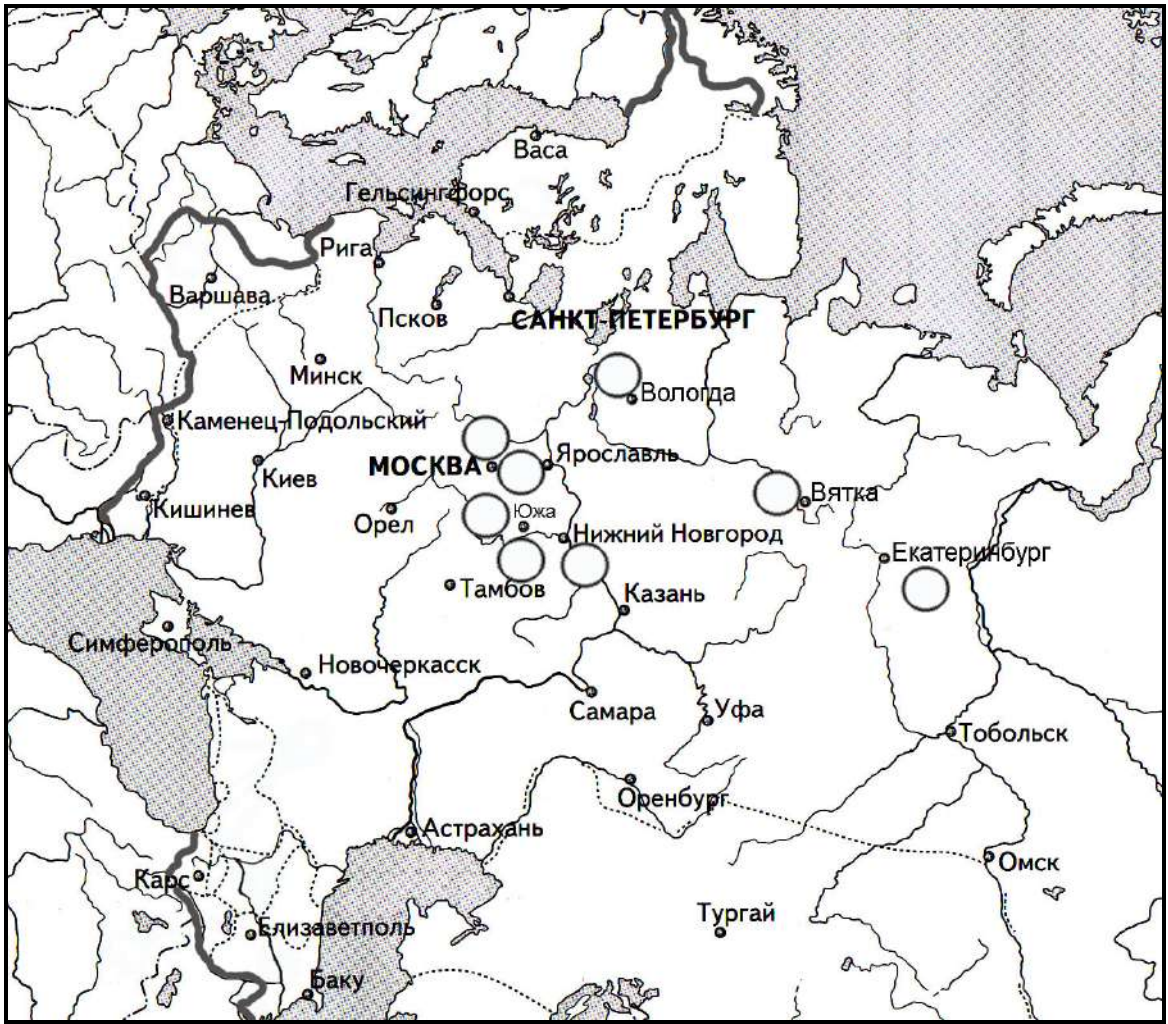 Васа
Гельсингфорс
Рига
Варшава
Псков
САНКТ-ПЕТЕРБУРГ
Минск
Вологда
Каменец-Подольский
МОСКВА
Ярославль
Киев
Вятка
Кишинев
Орел
Южа
Нижний Новгород
Екатеринбург
Тамбов
Казань
Симферополь
Новочеркасск
Самара
Уфа
Тобольск
Оренбург
Астрахань
Омск
Карс
Тургай
Елизаветполь
Баку